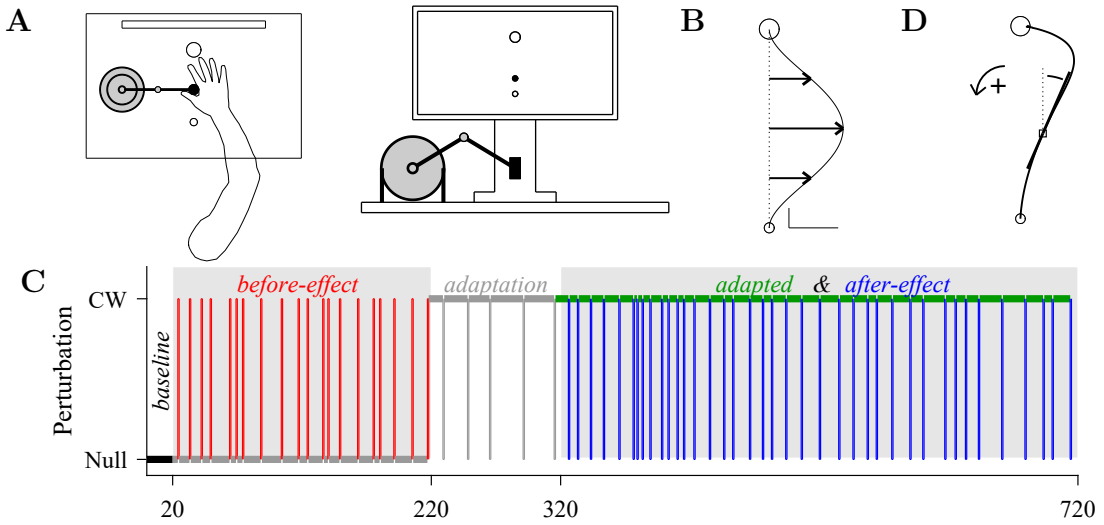 A
B
D
+
C
before-effect
adaptation
adapted & after-effect
CW
Perturbation
baseline
Null
20 220 320 720